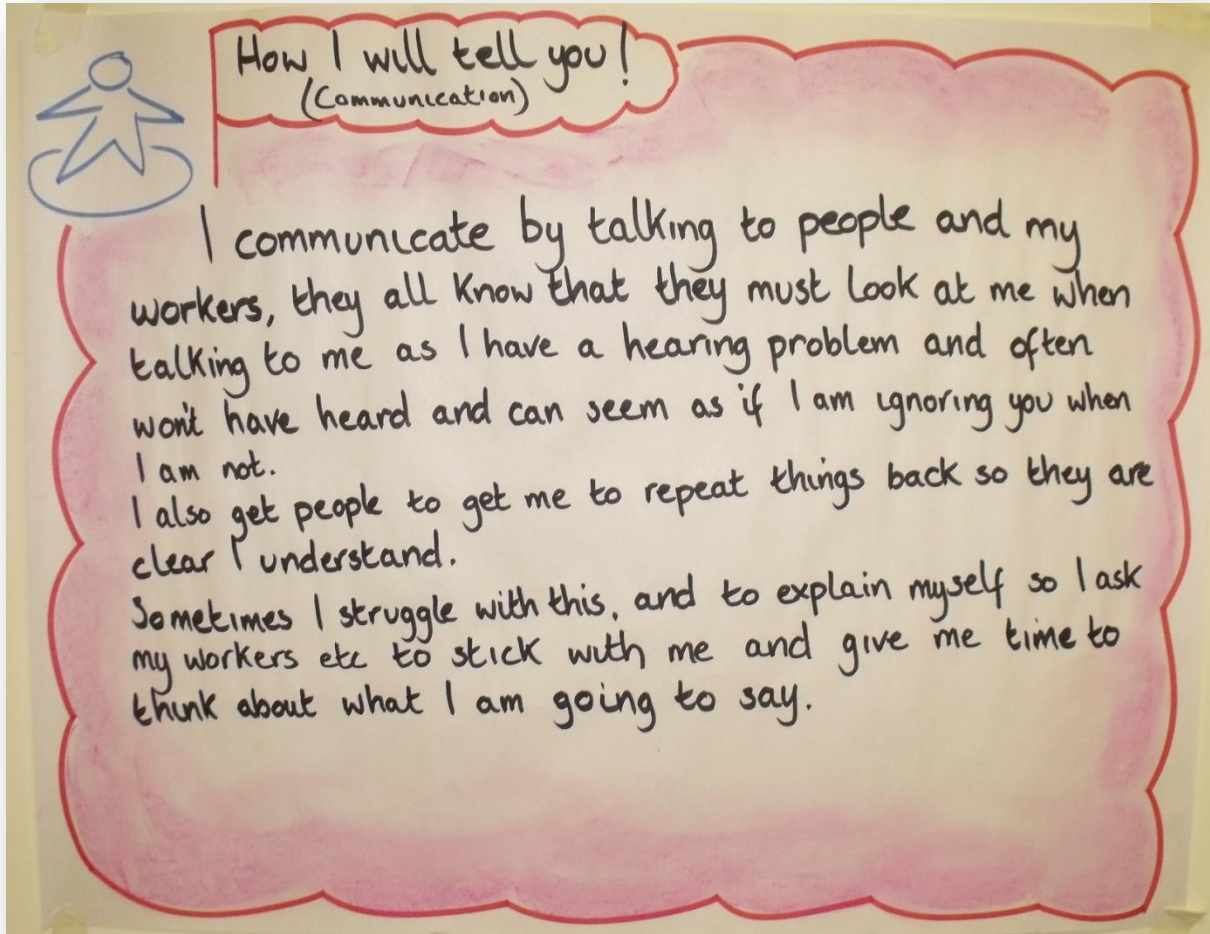 How I will tell you!
(Communication)
I communicate by talking to people and my
workers, they all know that they must look at me when
talking to me as I have a hearing problem and often
won't have heard and can seem as if I am ignoring you when
I am not.
I also get people to get me to repeat things back so they are
clear I understand.
Sometimes I struggle with this, and to explain myself so I ask
my workers etc to stick with me and give me time to
think about what I am going to say.